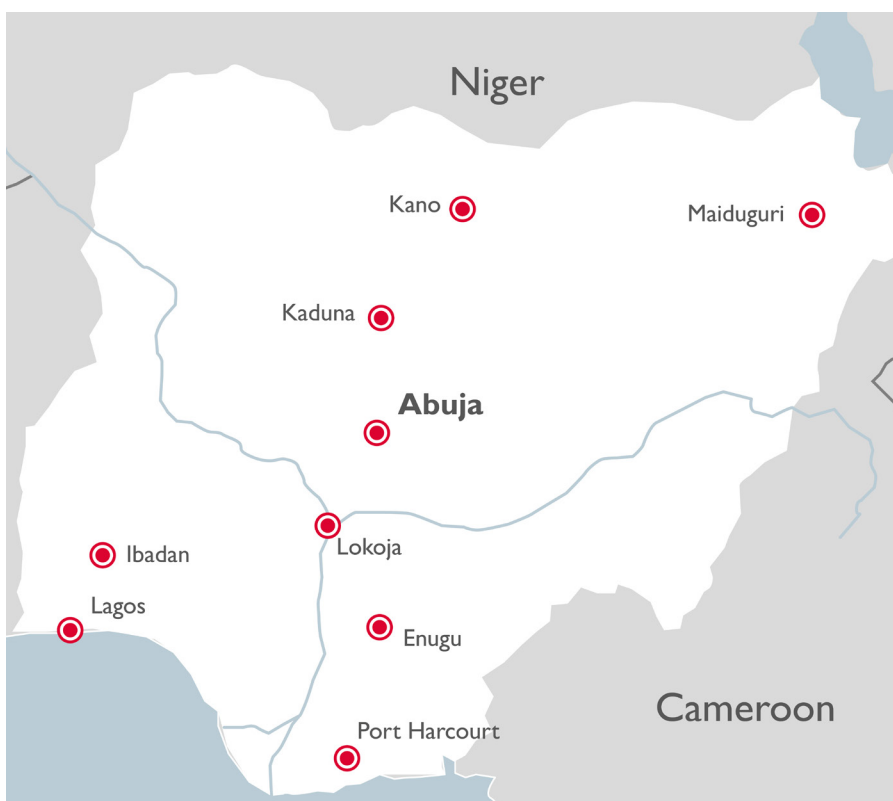 Niger
Kano
Maiduguri
Kaduna
Abuja
Lokoja
Ibadan
Lagos
Enugu
Cameroon
Port Harcourt